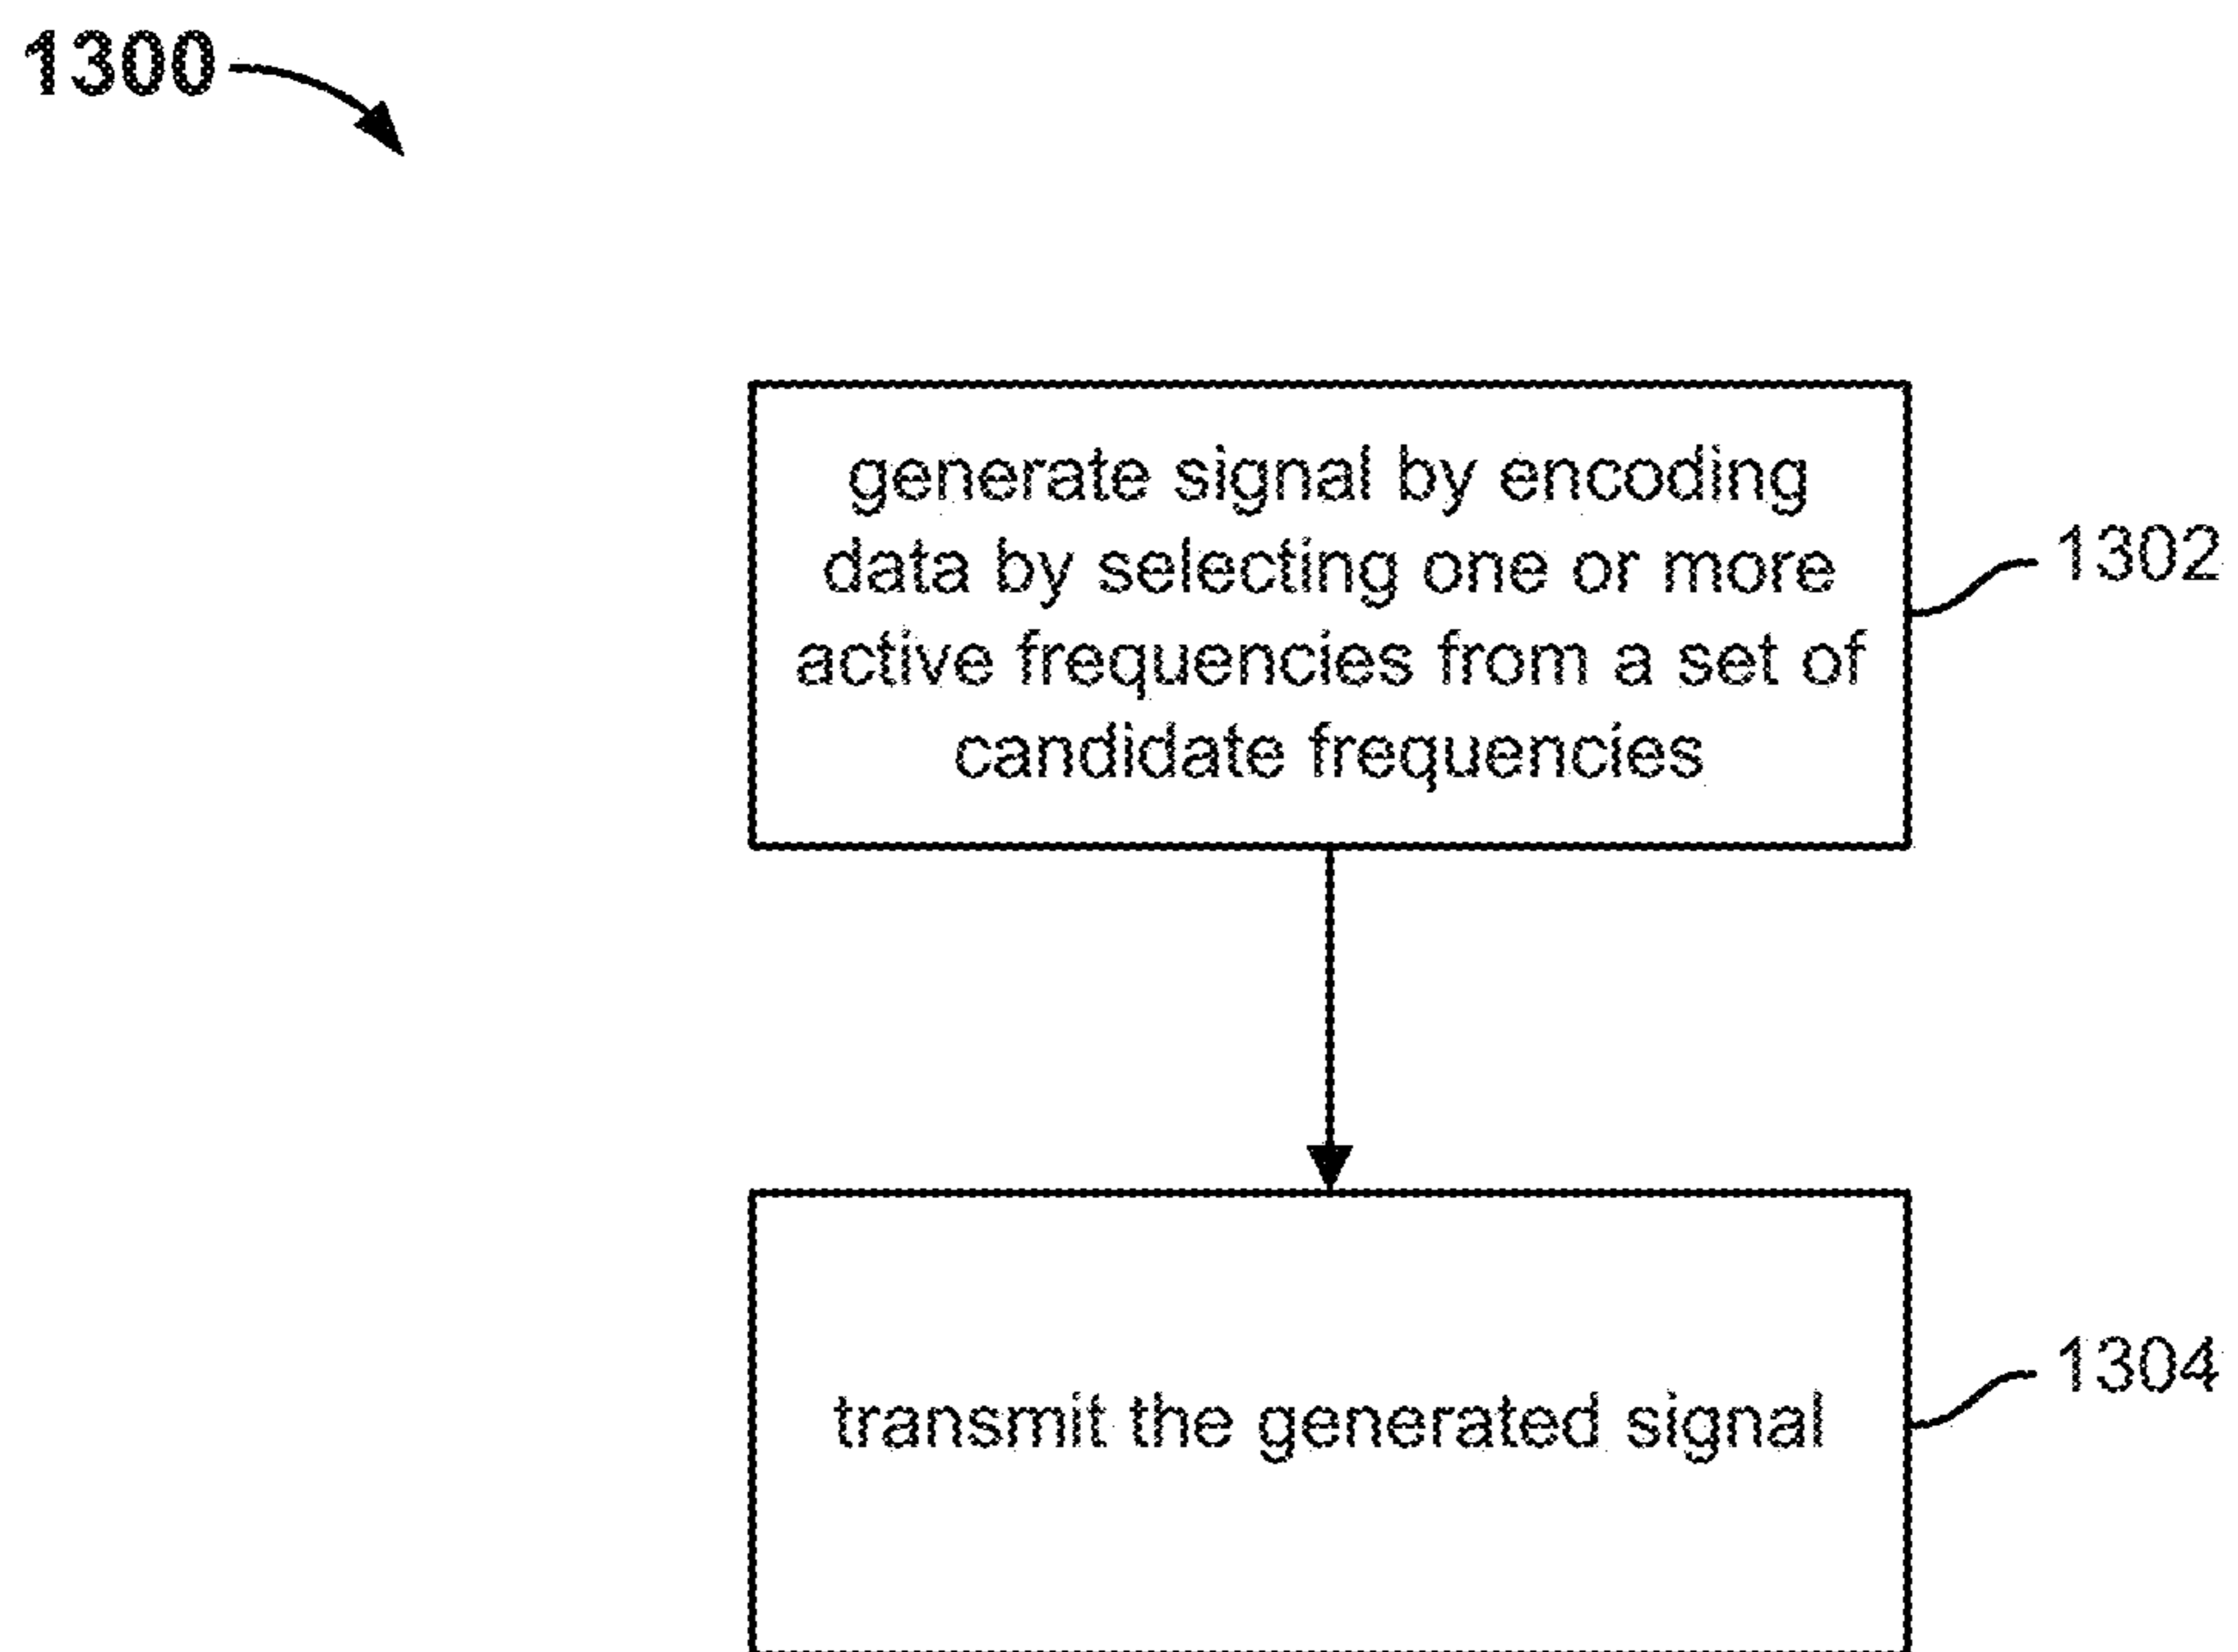 1300
generate signal by encoding
data by selecting one or more
active frequencies from a set of
candidate frequencies
1302
transmit the generated signal
1304